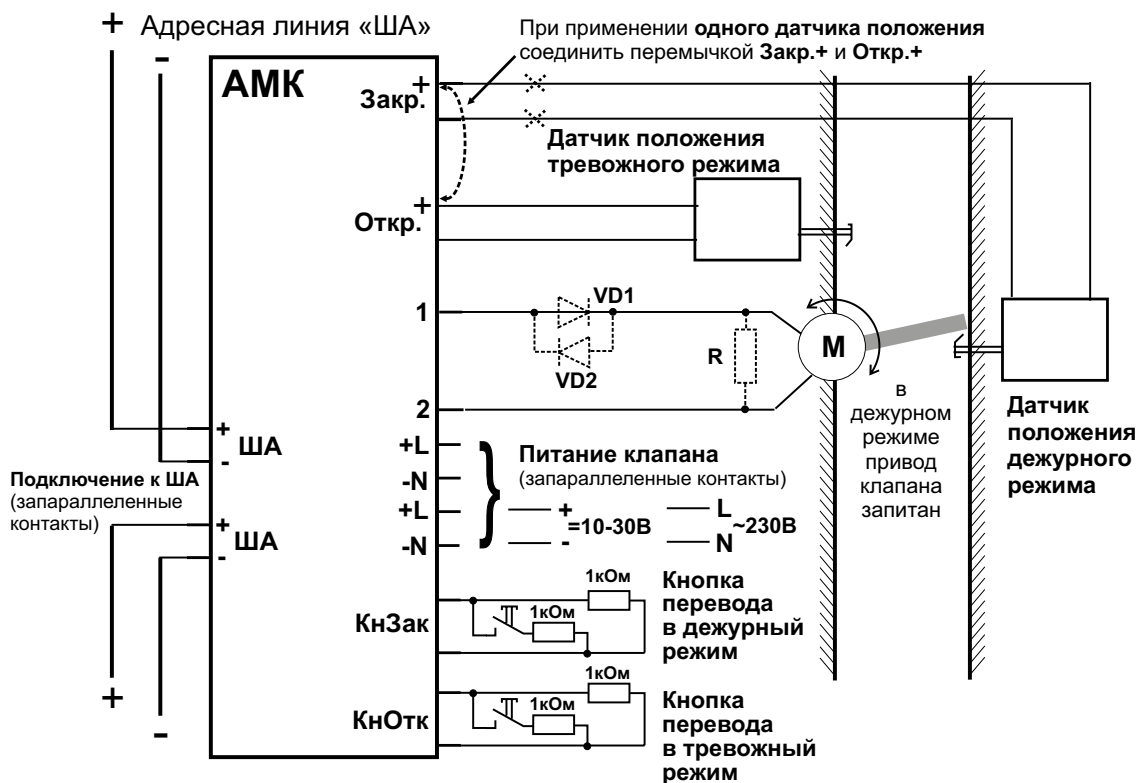 + Адресная линия «ША»
-
При применении одного датчика положения
соединить перемычкой Закр.+ и Откр.+
АМК
+
Закр.
Датчик положения
тревожного режима
+
Откр.
1
VD1
VD2
R
М
2
в
дежурном
режиме
привод
клапана
запитан
Датчик
положения
дежурного
режима
+
ША
-
Подключение к ША
(запараллеленные
контакты)
+
ША
-
+
-
+L
-N
+L
-N
Питание клапана
(запараллеленные контакты)
+
=10-30В
-
L
~230В
N
КнЗак
1кОм
1кОм
Кнопка
перевода
в дежурный
режим
КнОтк
1кОм
1кОм
Кнопка
перевода
в тревожный
режим